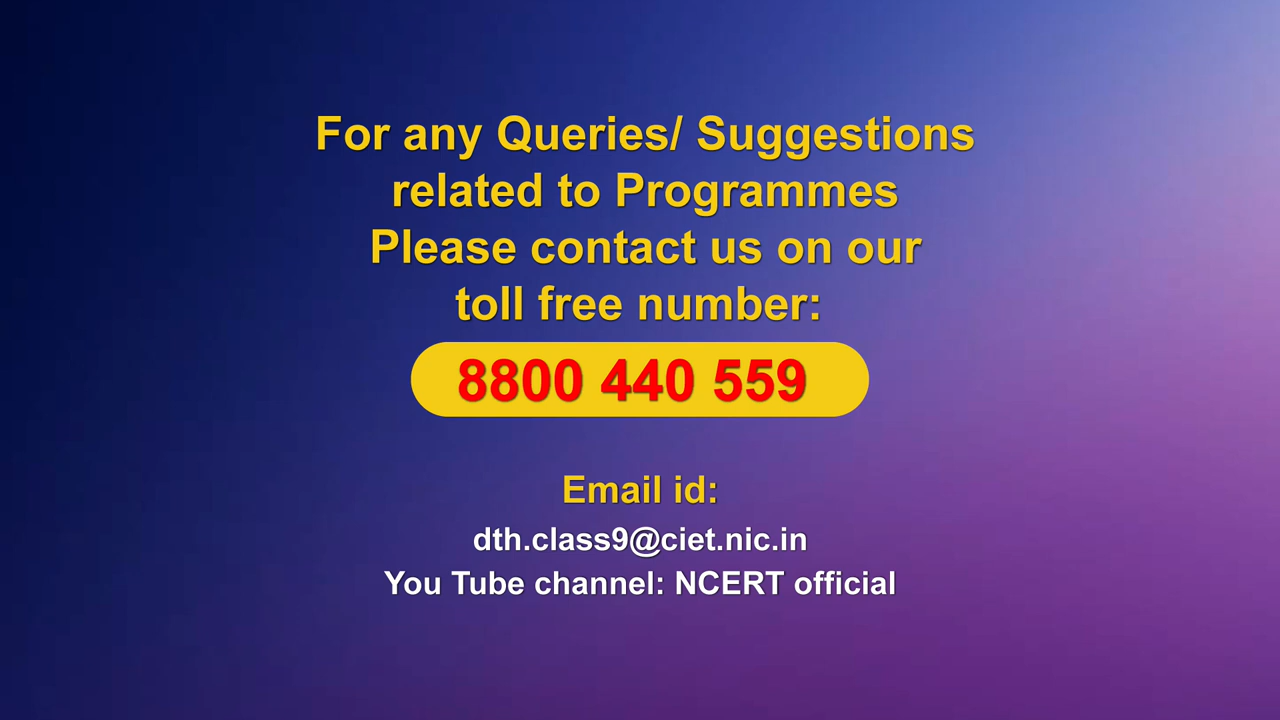 For any Queries/ Suggestions
related to Programmes
Please contact us on our
toll free number:
8800 440 559
Email id:
dth.class9@ciet.nic.in
You Tube channel: NCERT official